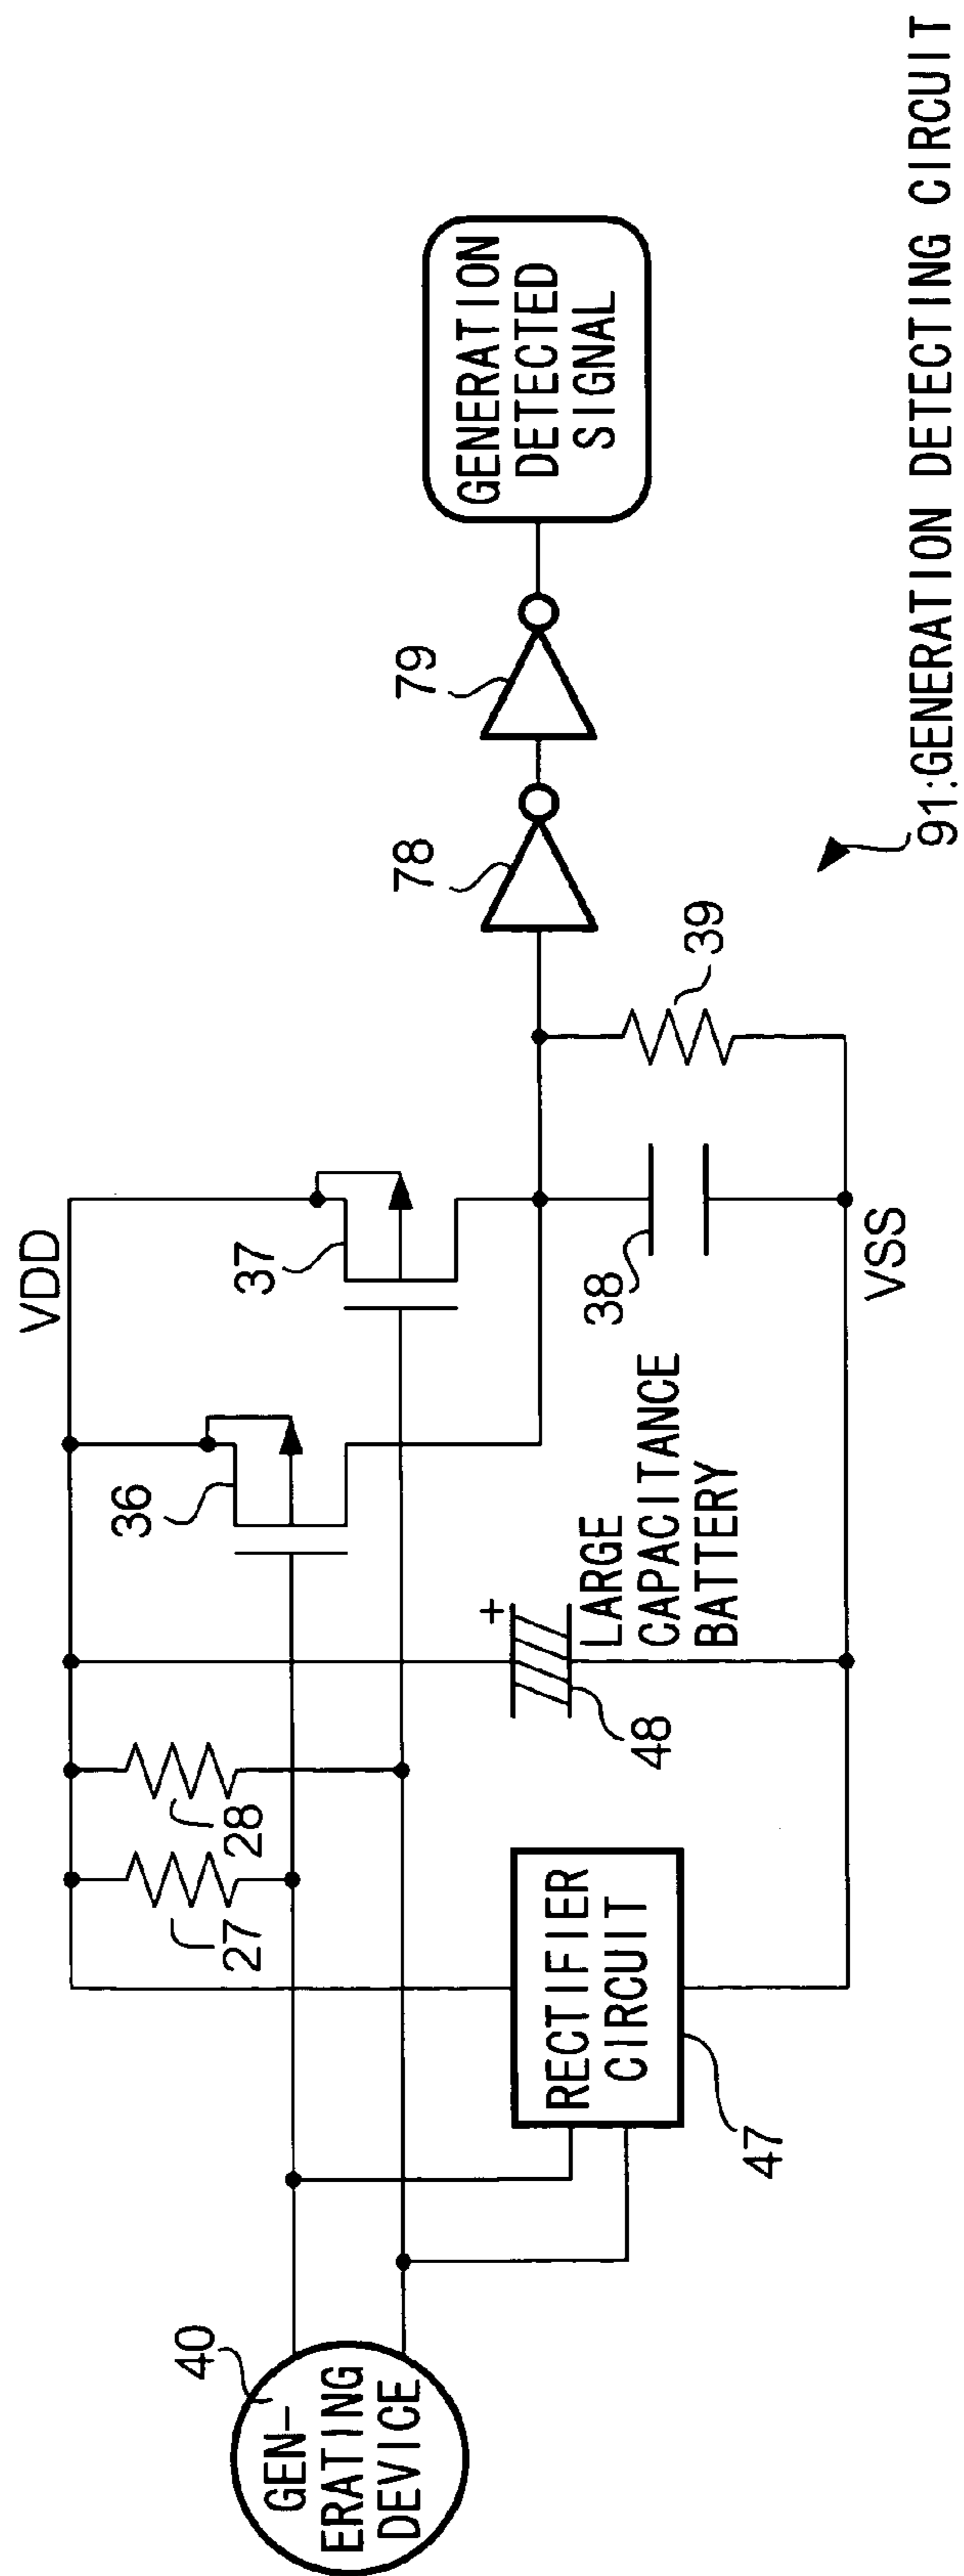 VDD
40
GEN-
ERATING
DEVICE
27
28
36
37
RECTIFIER
CIRCUIT
47
+
48
LARGE
CAPACITANCE
BATTERY
38
VSS
39
78
79
GENERATION
DETECTED
SIGNAL
91:GENERATION DETECTING CIRCUIT